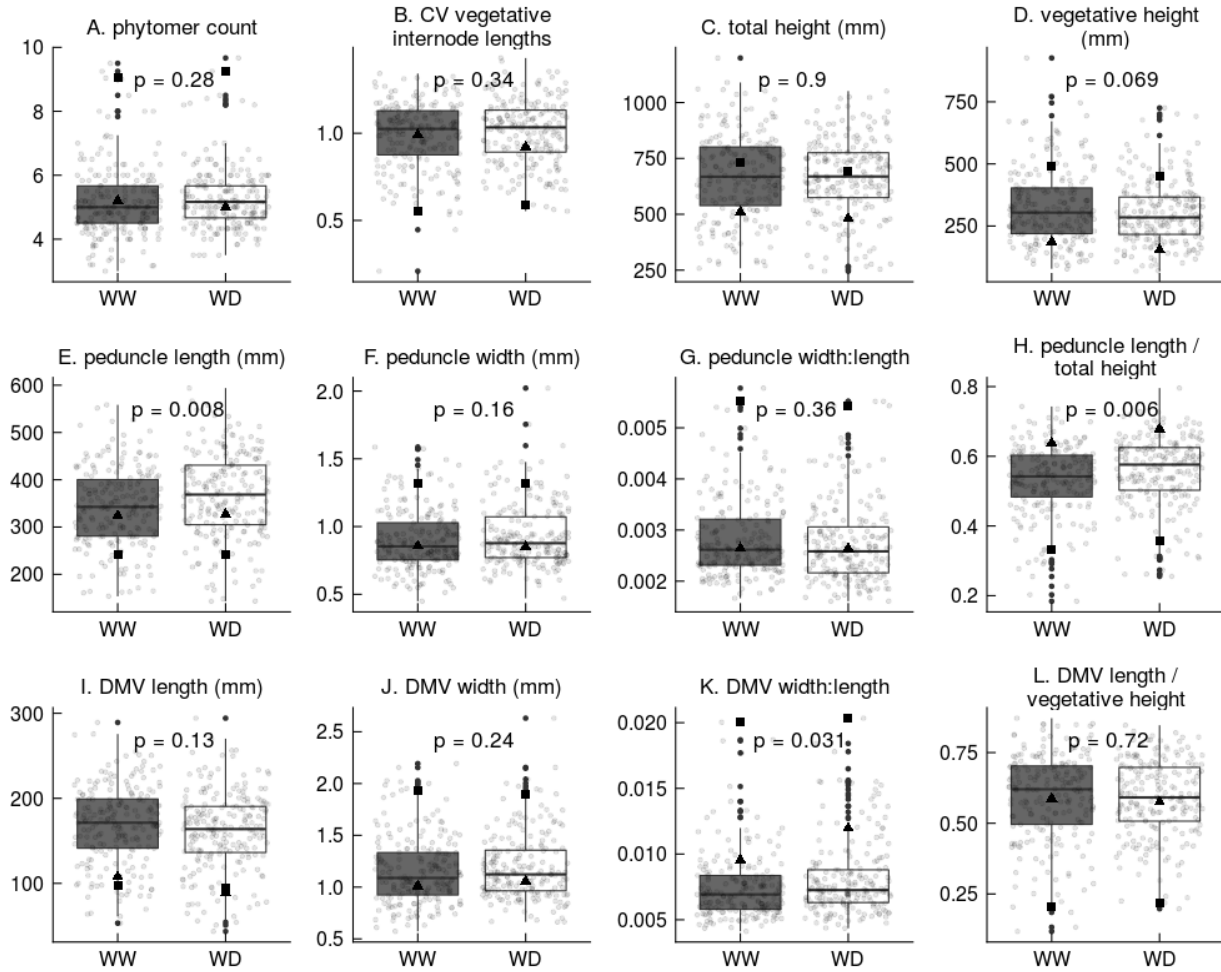 A. phytomer count
p = 0.28
10
8
6
4
WW
WD
B. CV vegetative
internode lengths
p = 0.34
1.0
0.5
WW
WD
C. total height (mm)
p = 0.9
1000
750
500
250
WW
WD
D. vegetative height
(mm)
p = 0.069
750
500
250
WW
WD
E. peduncle length (mm)
p = 0.008
600
500
400
300
200
WW
WD
F. peduncle width (mm)
p = 0.16
2.0
1.5
1.0
0.5
WW
WD
G. peduncle width:length
p = 0.36
0.005
0.004
0.003
0.002
WW
WD
H. peduncle length /
total height
p = 0.006
0.8
0.6
0.4
0.2
WW
WD
I. DMV length (mm)
p = 0.13
300
200
100
WW
WD
J. DMV width (mm)
p = 0.24
2.5
2.0
1.5
1.0
0.5
WW
WD
K. DMV width:length
p = 0.031
0.020
0.015
0.010
0.005
WW
WD
L. DMV length /
vegetative height
p = 0.72
0.75
0.50
0.25
WW
WD